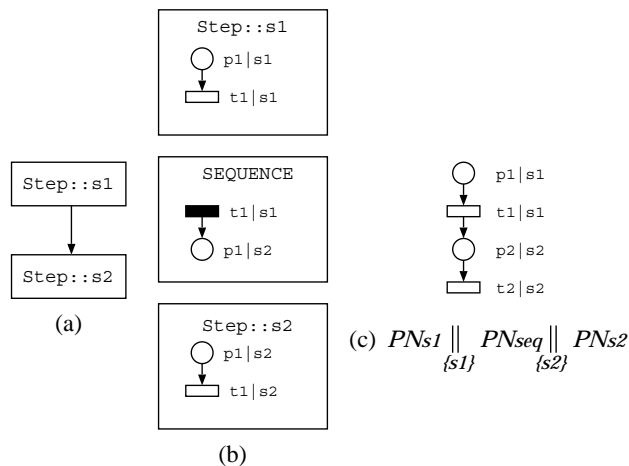 Step::s1
Step::s2
(a)
Step::s1
p1|s1
t1|s1
SEQUENCE
t1|s1
p1|s2
Step::s2
p1|s2
t1|s2
(b)
p1|s1
t1|s1
p2|s2
t2|s2
(c) PNs1 || PNseq || PNs2
{s1} {s2}